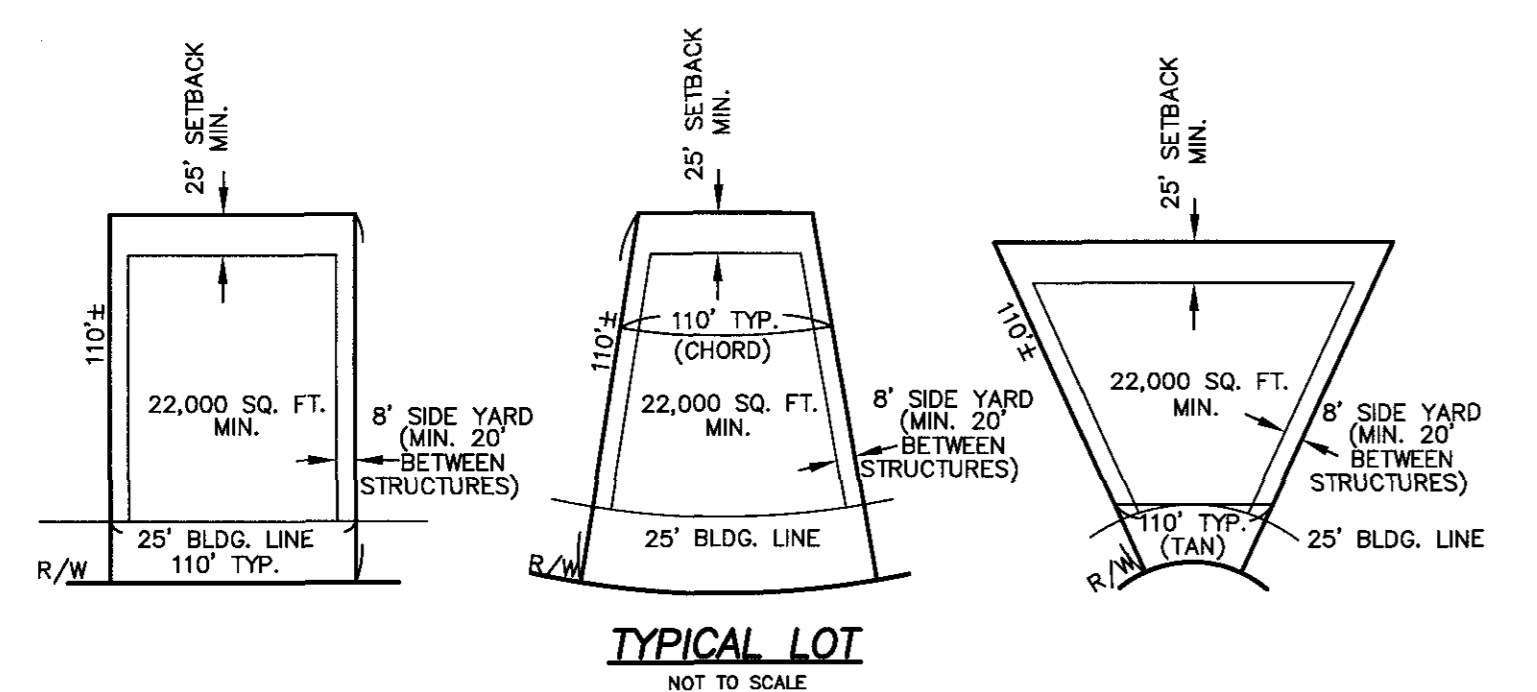 25' SETBACK
MIN.
110'±
22,000 SQ. FT.
MIN.
8' SIDE YARD
(MIN. 20'
BETWEEN
STRUCTURES)
25' BLDG. LINE
110' TYP.
R/W
25' SETBACK
MIN.
110'±
110' TYP.
(CHORD)
22,000 SQ. FT.
MIN.
8' SIDE YARD
(MIN. 20'
BETWEEN
STRUCTURES)
25' BLDG. LINE
R/W
25' SETBACK
MIN.
110'±
22,000 SQ. FT.
MIN.
8' SIDE YARD
(MIN. 20'
BETWEEN
STRUCTURES)
110' TYP.
(TAN)
25' BLDG. LINE
R/W
TYPICAL LOT
NOT TO SCALE